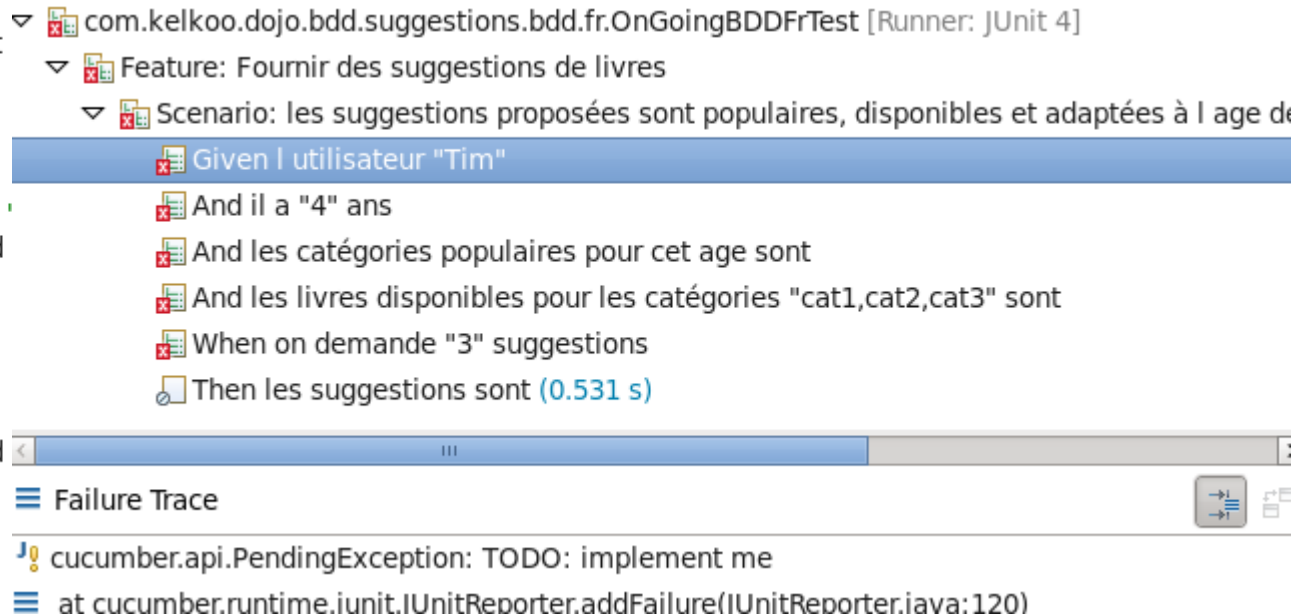 com.kelkoo.dojo.bdd.suggestions.bdd.fr.OnGoingBDDFrTest [Runner: JUnit 4]
Feature: Fournir des suggestions de livres
Scenario: les suggestions proposées sont populaires, disponibles et adaptées à l age de
Given l utilisateur "Tim"
And il a "4" ans
And les catégories populaires pour cet age sont
And les livres disponibles pour les catégories "cat1,cat2,cat3" sont
When on demande "3" suggestions
Then les suggestions sont (0.531 s)
Failure Trace
cucumber.api.PendingException: TODO: implement me
at cucumber.runtime.junit.JUnitReporter.addFailure(JUnitReporter.java:120)